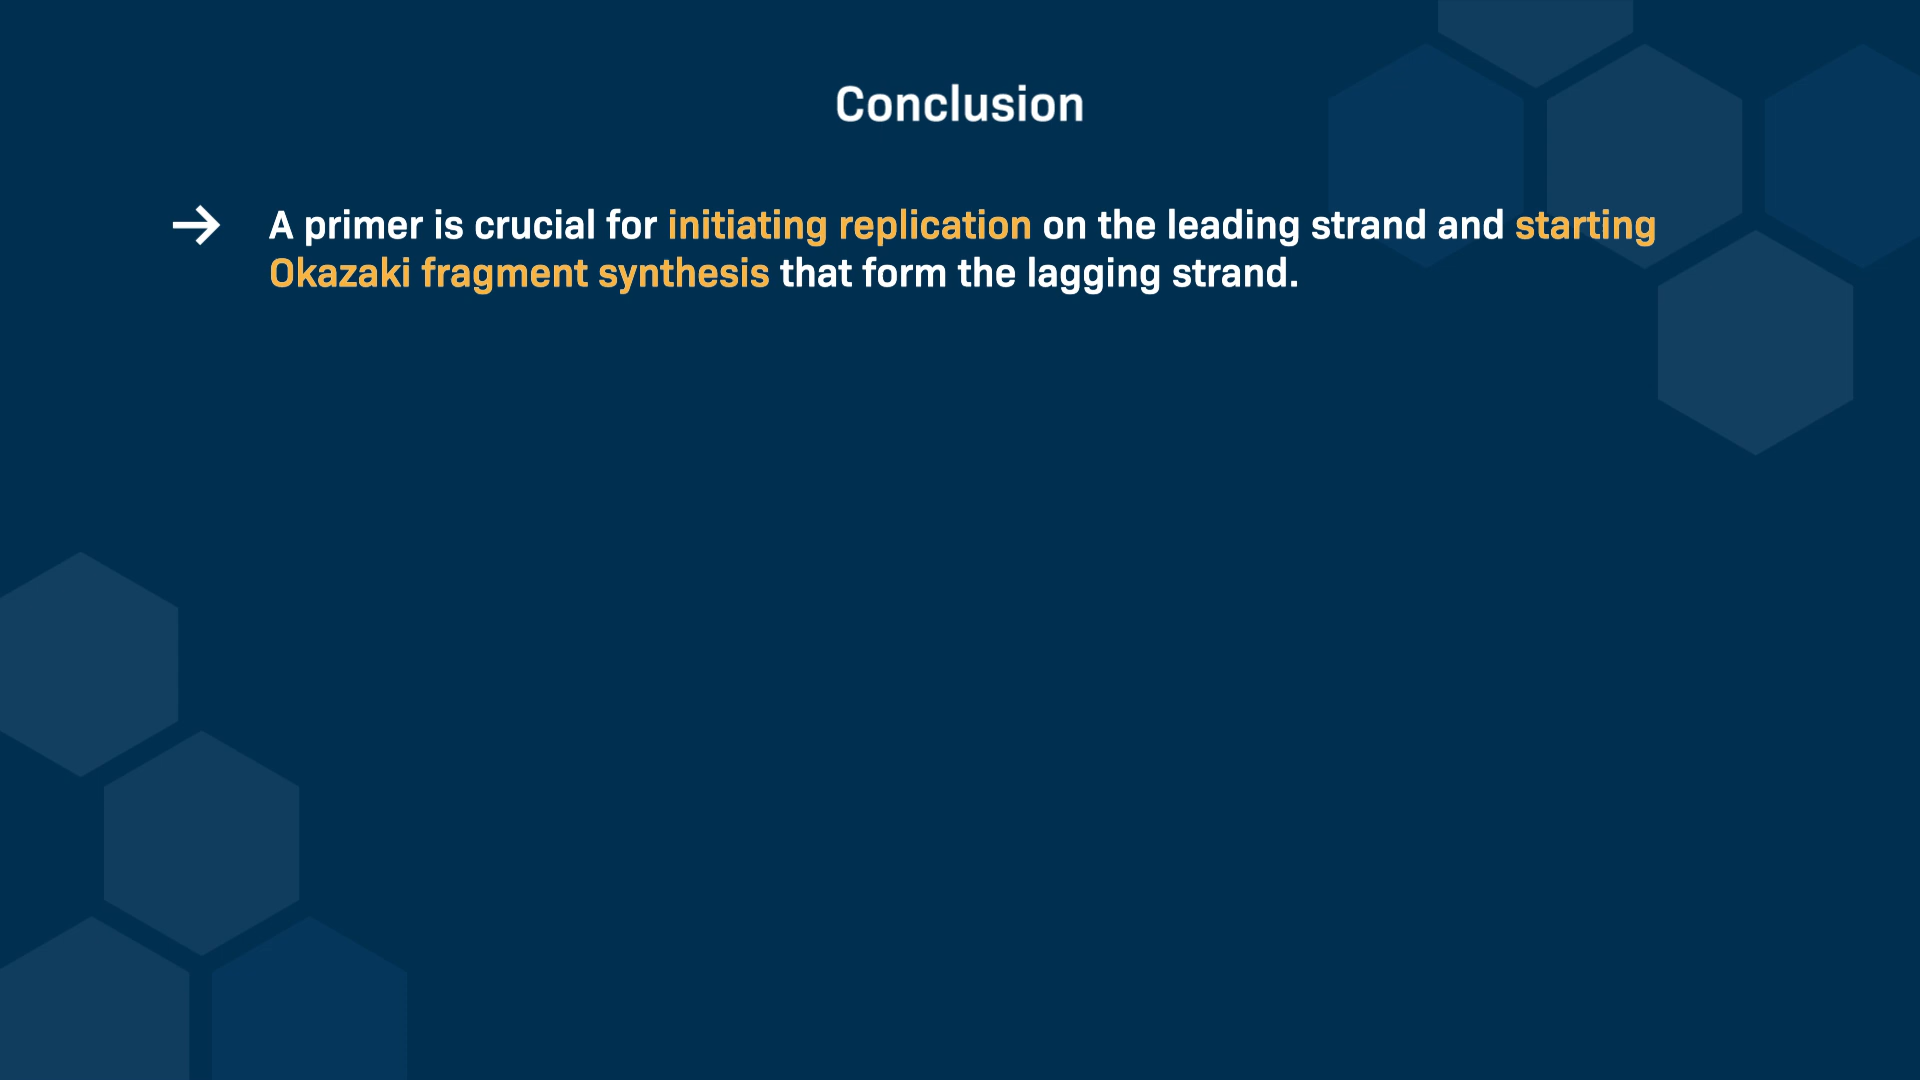 Conclusion
→ A primer is crucial for initiating replication on the leading strand and starting
Okazaki fragment synthesis that form the lagging strand.